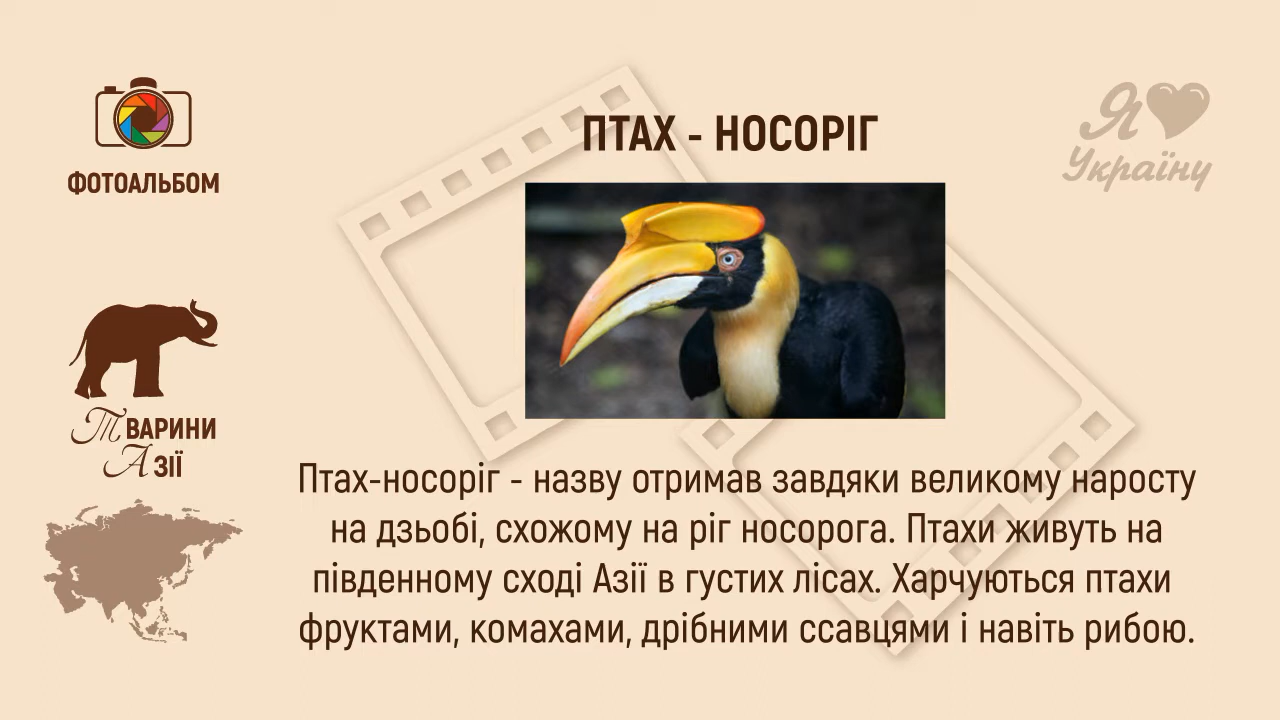 ФОТОАЛЬБОМ
ПТАХ - НОСОРІГ
Я
Україну
ТВАРИНИ
АЗІЇ
Птах-носоріг - назву отримав завдяки великому наросту
на дзьобі, схожому на ріг носорога. Птахи живуть на
південному сході Азії в густих лісах. Харчуються птахи
фруктами, комахами, дрібними ссавцями і навіть рибою.